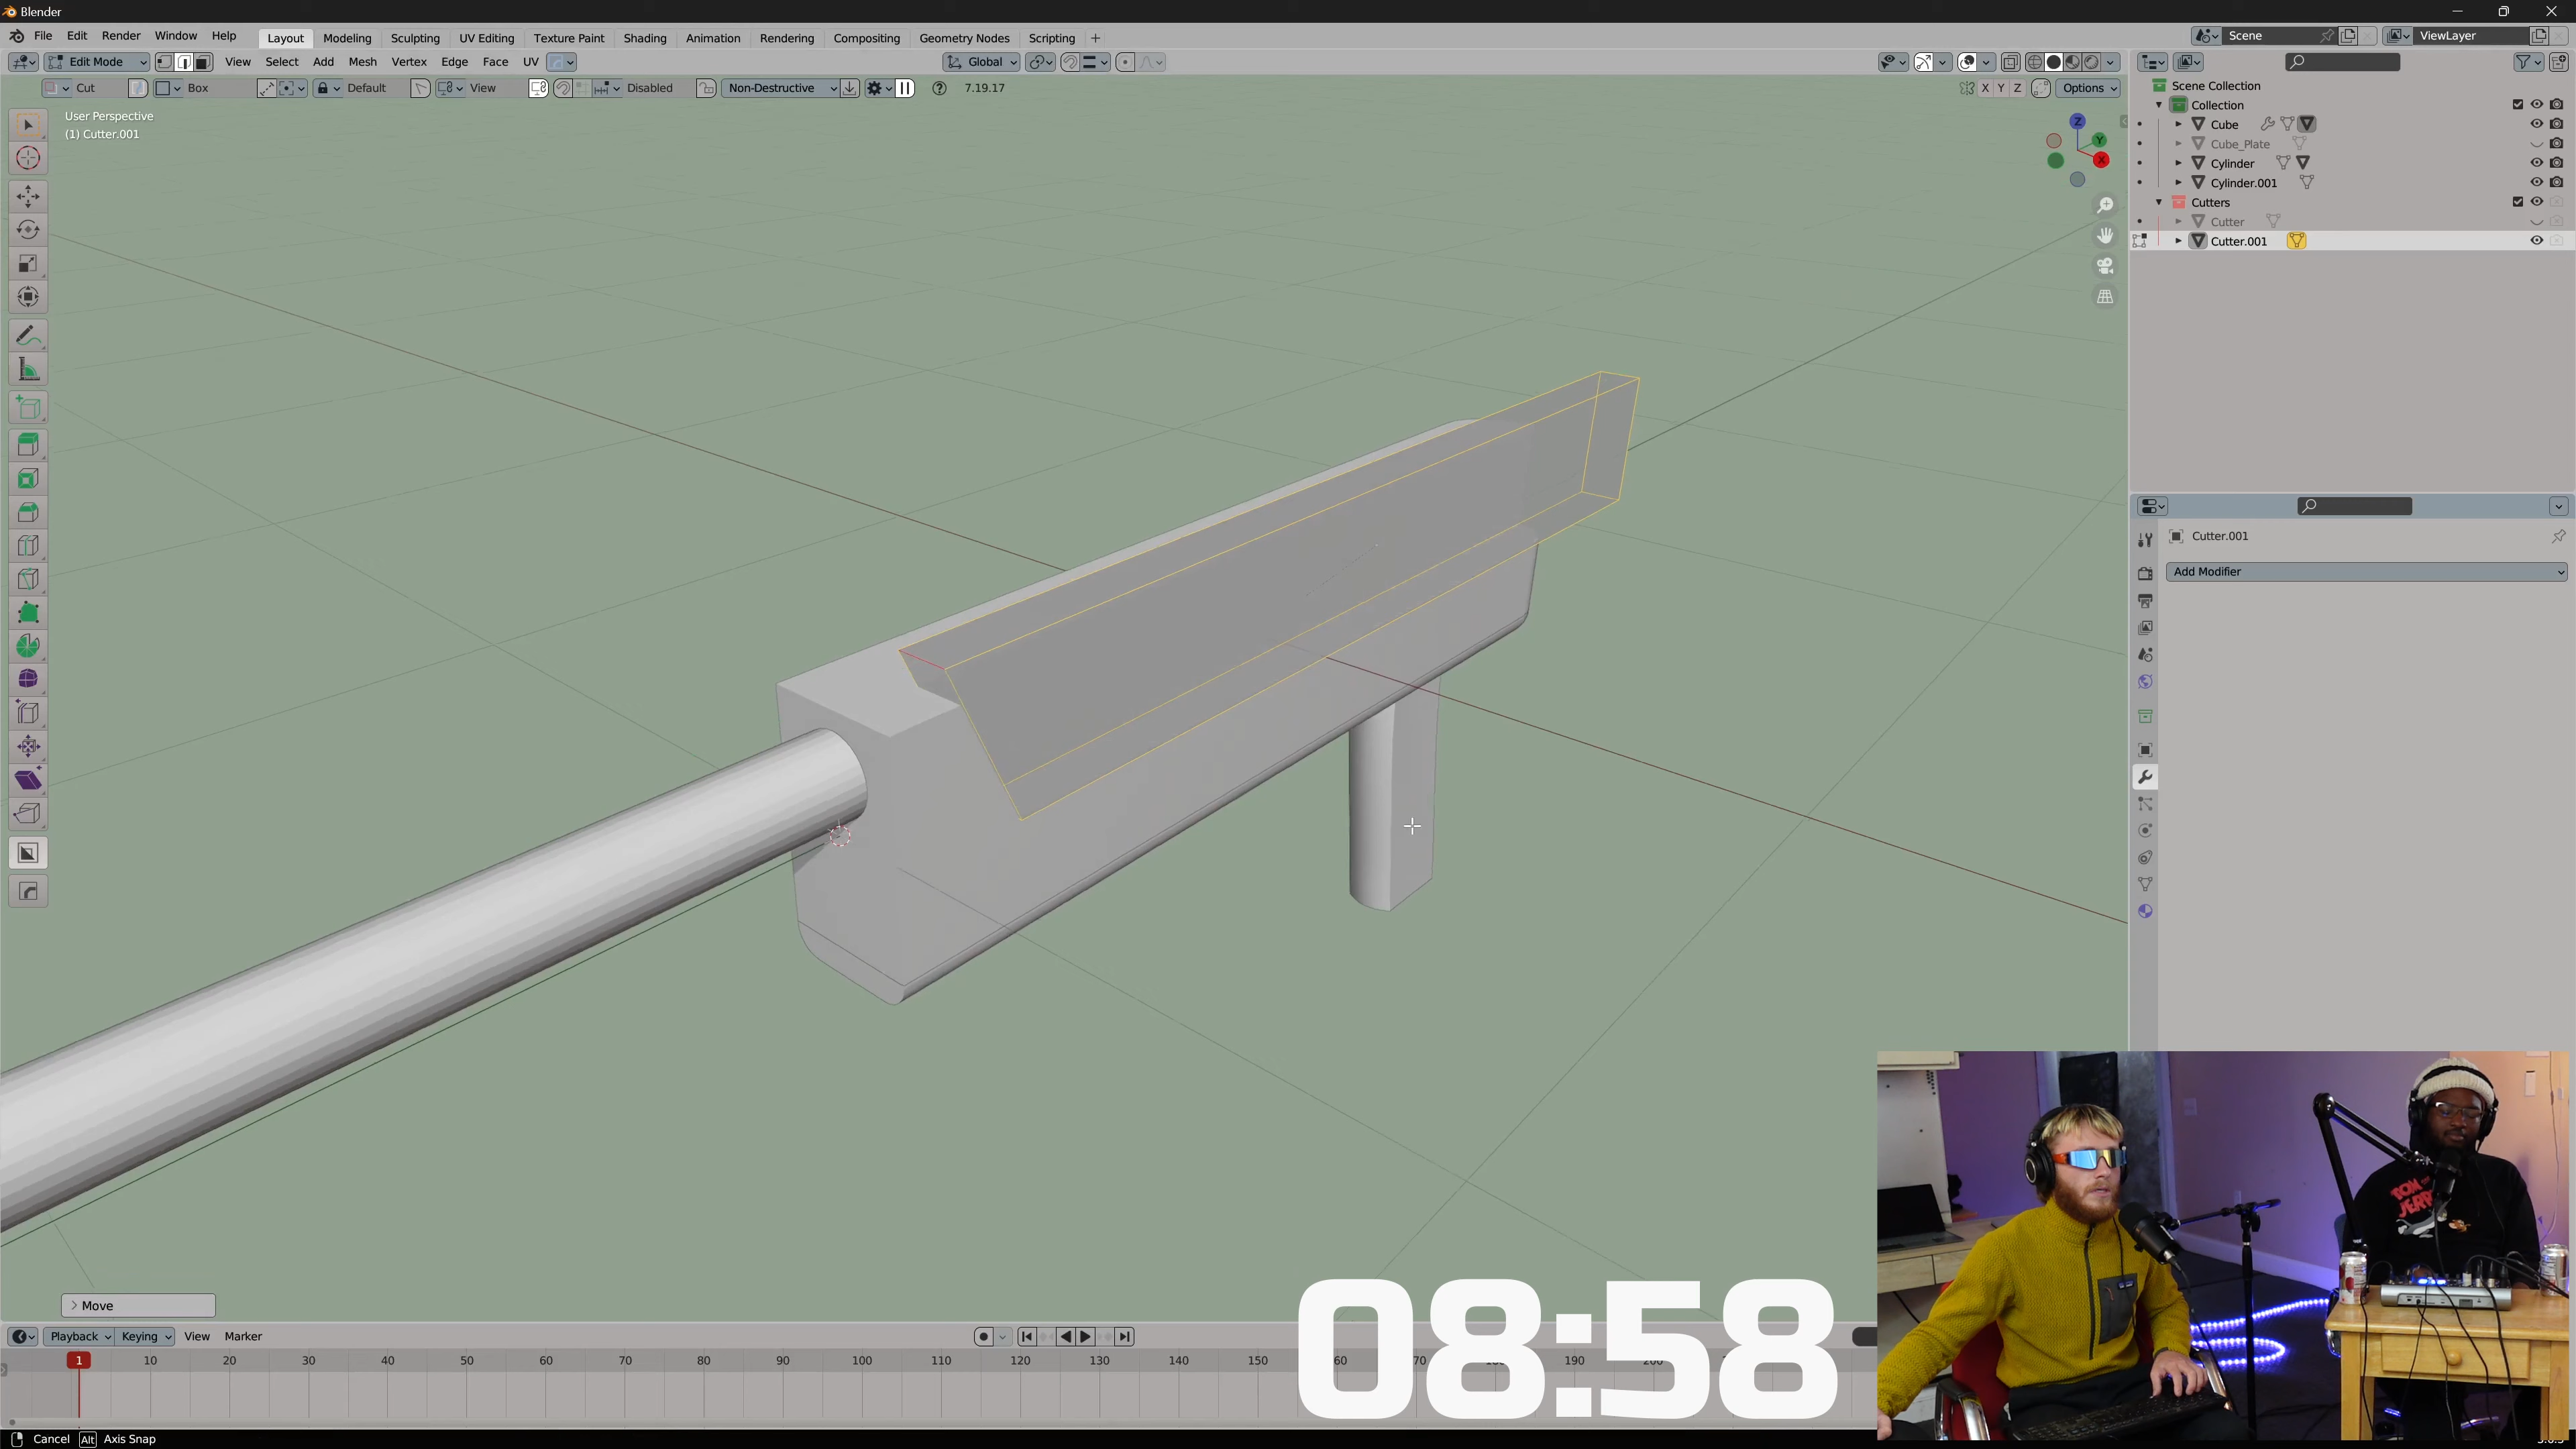 Blender
File Edit Render Window Help Layout Modeling Sculpting UV Editing Texture Paint Shading Animation Rendering Compositing Geometry Nodes Scripting +
Scene ViewLayer
Edit Mode View Select Add Mesh Vertex Edge Face UV Global
Cut Box Default View Disabled Non-Destructive 7.19.17 X Y Z Options
User Perspective
(1) Cutter.001
Z
Y
X
Scene Collection
Collection
Cube
Cube_Plate
Cylinder
Cylinder.001
Cutters
Cutter
Cutter.001
Cutter.001
Add Modifier
Move
08:58
Playback Keying View Marker
1 10 20 30 40 50 60 70 80 90 100 110 120 130 140 150 190
Cancel Alt Axis Snap
TOM
JERRY